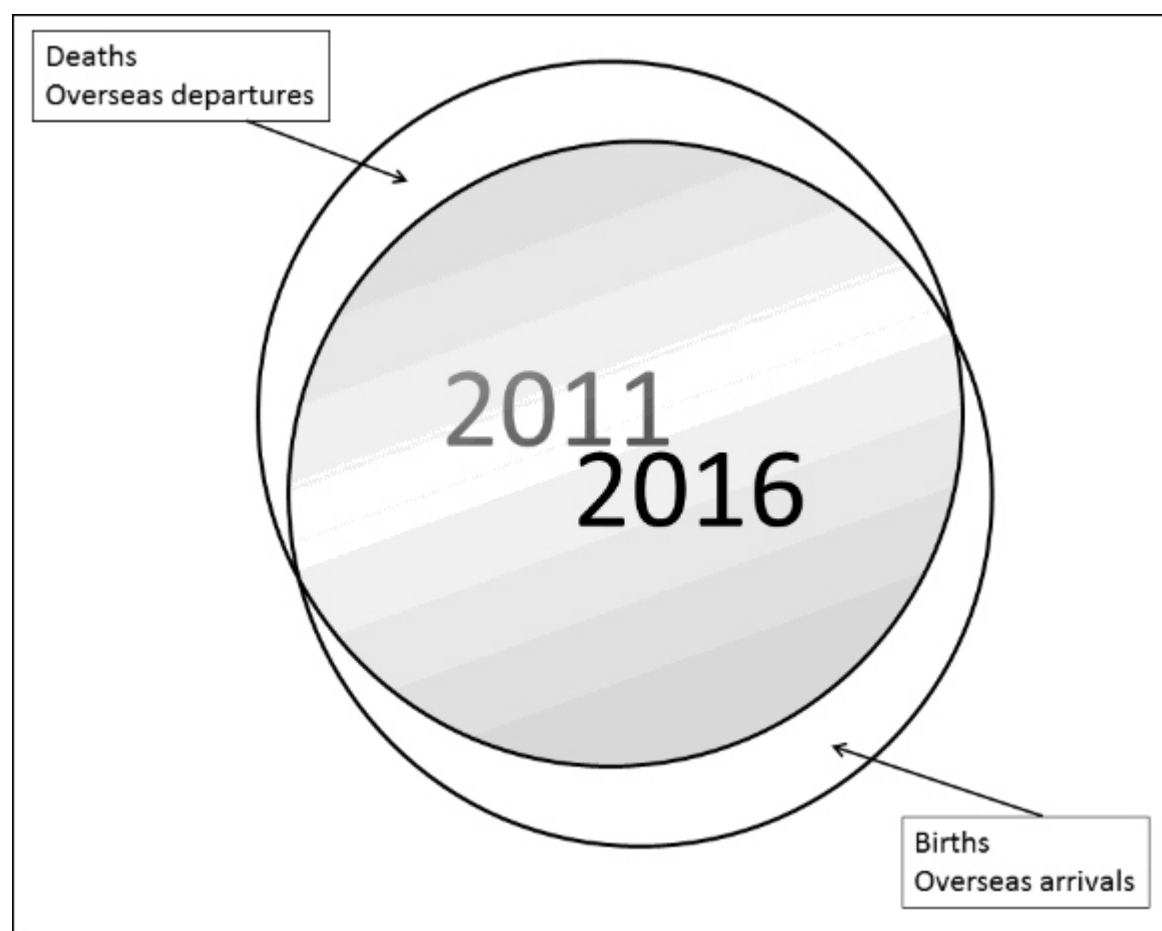 Deaths
Overseas departures
2011
2016
Births
Overseas arrivals